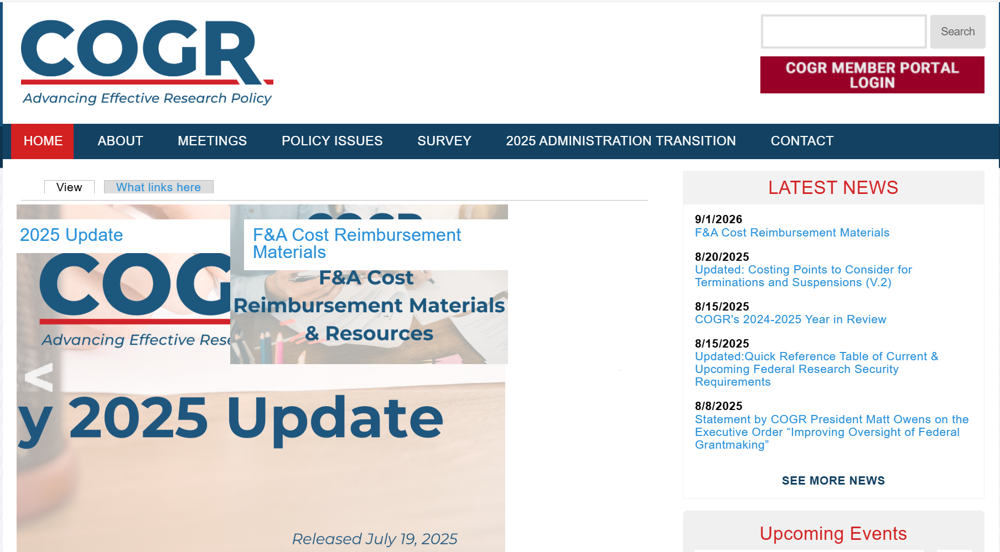 COGR
Advancing Effective Research Policy
Search
COGR MEMBER PORTAL
LOGIN
HOME
ABOUT
MEETINGS
POLICY ISSUES
SURVEY
2025 ADMINISTRATION TRANSITION
CONTACT
View
What links here
2025 Update
COG
Advancing Effective Rese
<
y 2025 Update
Released July 19, 2025
COGR
F&A Cost Reimbursement
Materials
F&A Cost
Reimbursement Materials
& Resources
LATEST NEWS
9/1/2026
F&A Cost Reimbursement Materials
8/20/2025
Updated: Costing Points to Consider for
Terminations and Suspensions (V.2)
8/15/2025
COGR's 2024-2025 Year in Review
8/15/2025
Updated:Quick Reference Table of Current &
Upcoming Federal Research Security
Requirements
8/8/2025
Statement by COGR President Matt Owens on the
Executive Order “Improving Oversight of Federal
Grantmaking”
SEE MORE NEWS
Upcoming Events